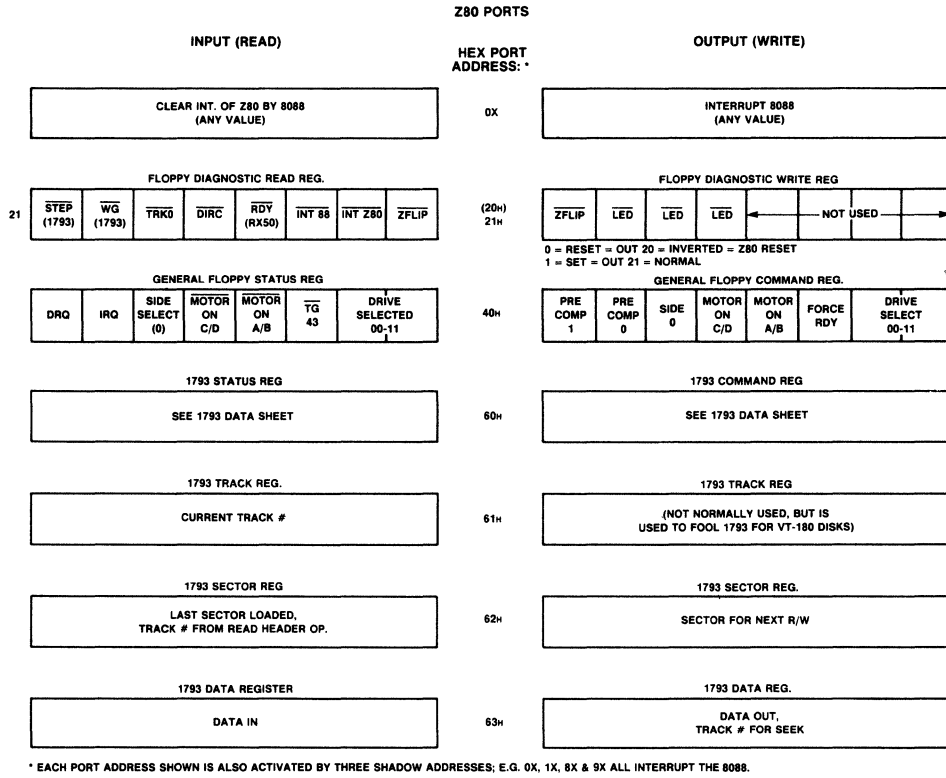 Z80 PORTS
INPUT (READ)
HEX PORT
ADDRESS: *
OUTPUT (WRITE)
CLEAR INT. OF Z80 BY 8088
(ANY VALUE)
0X
INTERRUPT 8088
(ANY VALUE)
FLOPPY DIAGNOSTIC READ REG.
FLOPPY DIAGNOSTIC WRITE REG
21
STEP
(1793)
WG
(1793)
TRK0
DIRC
RDY
(RX50)
INT 88
INT Z80
ZFLIP
(20H)
21H
ZFLIP
LED
LED
LED
NOT USED
0 = RESET = OUT 20 = INVERTED = Z80 RESET
1 = SET = OUT 21 = NORMAL
GENERAL FLOPPY STATUS REG
GENERAL FLOPPY COMMAND REG.
DRQ
IRQ
SIDE
SELECT
(0)
MOTOR
ON
C/D
MOTOR
ON
A/B
TG
43
DRIVE
SELECTED
00-11
40H
PRE
COMP
1
PRE
COMP
0
SIDE
0
MOTOR
ON
C/D
MOTOR
ON
A/B
FORCE
RDY
DRIVE
SELECT
00-11
1793 STATUS REG
1793 COMMAND REG
SEE 1793 DATA SHEET
60H
SEE 1793 DATA SHEET
1793 TRACK REG.
1793 TRACK REG
CURRENT TRACK #
61H
(NOT NORMALLY USED, BUT IS
USED TO FOOL 1793 FOR VT-180 DISKS)
1793 SECTOR REG
1793 SECTOR REG.
LAST SECTOR LOADED,
TRACK # FROM READ HEADER OP.
62H
SECTOR FOR NEXT R/W
1793 DATA REGISTER
1793 DATA REG.
DATA IN
63H
DATA OUT,
TRACK # FOR SEEK
* EACH PORT ADDRESS SHOWN IS ALSO ACTIVATED BY THREE SHADOW ADDRESSES; E.G. 0X, 1X, 8X & 9X ALL INTERRUPT THE 8088.